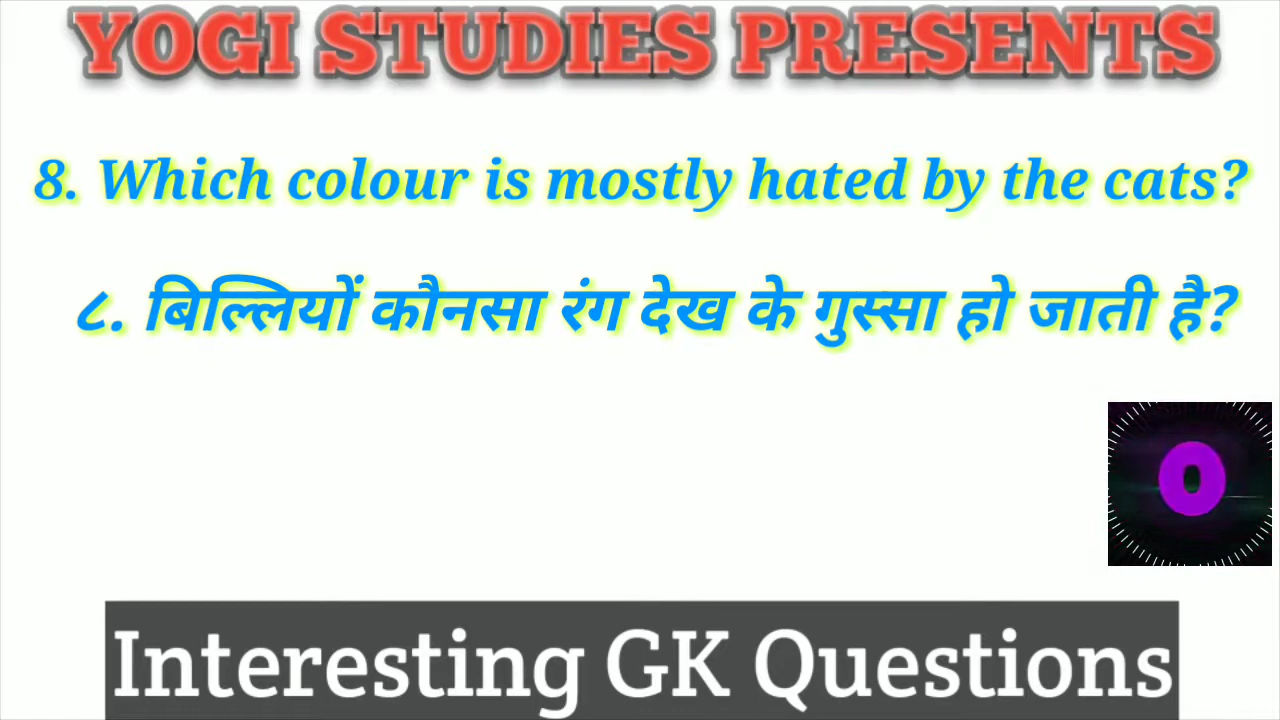 YOGI STUDIES PRESENTS
8. Which colour is mostly hated by the cats?
८. बिल्लियों कौनसा रंग देख के गुस्सा हो जाती है?
0
Interesting GK Questions